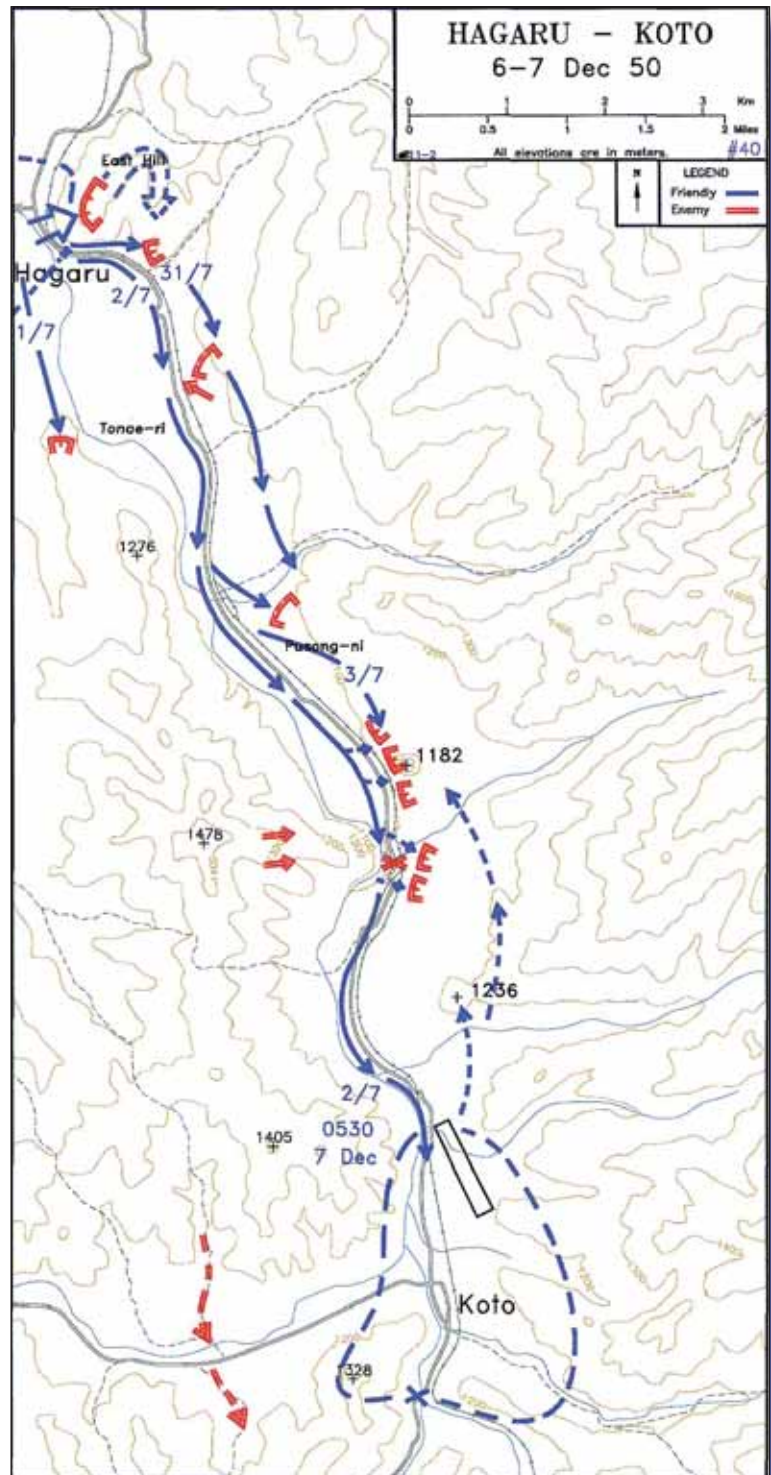 HAGARU – KOTO
6–7 Dec 50
0 1 2 3 Km
0 0.5 1 1.5 2 Miles
All elevations are in meters.
#40
N
LEGEND
Friendly
Enemy
East Hill
Hagaru
31/7
2/7
1/7
Tonae-ri
1276
Pusong-ni
3/7
1182
1478
1200
1236
2/7
0530
7 Dec
1405
Koto
1328
1200